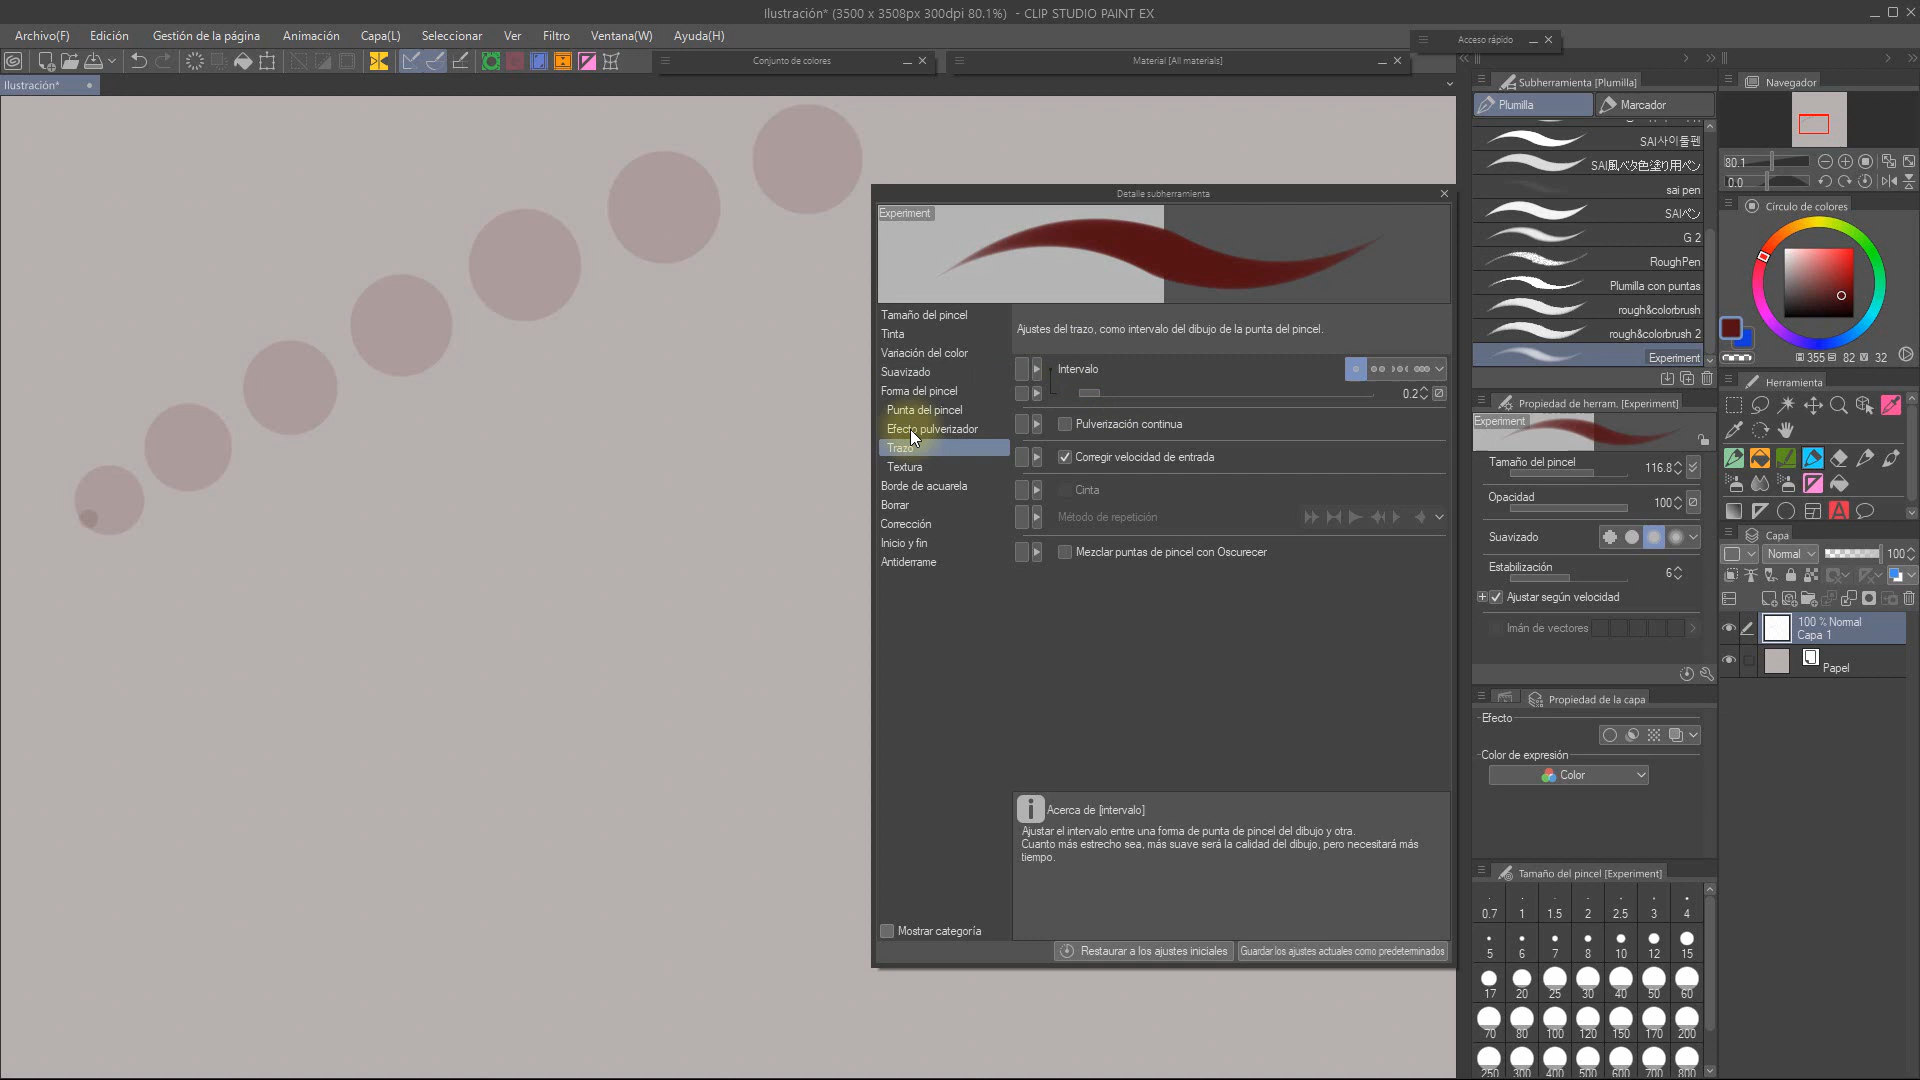 Ilustración* (3500 x 3508px 300dpi 80.1%) - CLIP STUDIO PAINT EX
Archivo(F)
Edición
Gestión de la página
Animación
Capa(L)
Seleccionar
Ver
Filtro
Ventana(W)
Ayuda(H)
Acceso rápido
Conjunto de colores
Material [All materials]
Ilustración*
Subherramienta [Plumilla]
Plumilla
Marcador
SAI사이툴펜
SAI風ベタ色塗り用ペン
sai pen
SAIペン
G 2
RoughPen
Plumilla con puntas
rough&colorbrush
rough&colorbrush 2
Experiment
Navegador
80.1
0.0
Círculo de colores
355
82
32
Detalle subherramienta
Experiment
Tamaño del pincel
Tinta
Variación del color
Suavizado
Forma del pincel
Punta del pincel
Efecto pulverizador
Trazo
Textura
Borde de acuarela
Borrar
Corrección
Inicio y fin
Antiderrame
Mostrar categoría
Ajustes del trazo, como intervalo del dibujo de la punta del pincel.
Intervalo
0.2
Pulverización continua
Corregir velocidad de entrada
Cinta
Método de repetición
Mezclar puntas de pincel con Oscurecer
Acerca de [intervalo]
Ajustar el intervalo entre una forma de punta de pincel del dibujo y otra.
Cuanto más estrecho sea, más suave será la calidad del dibujo, pero necesitará más
tiempo.
Restaurar a los ajustes iniciales
Guardar los ajustes actuales como predeterminados
Propiedad de herram. [Experiment]
Experiment
Tamaño del pincel
116.8
Opacidad
100
Suavizado
Estabilización
6
Ajustar según velocidad
Imán de vectores
Propiedad de la capa
Efecto
Color de expresión
Color
Tamaño del pincel [Experiment]
0.7 1 1.5 2 2.5 3 4
5 6 7 8 10 12 15
17 20 25 30 40 50 60
70 80 100 120 150 170 200
250 300 400 500 600 700 800
Herramienta
A
Capa
Normal
100
100 % Normal
Capa 1
Papel